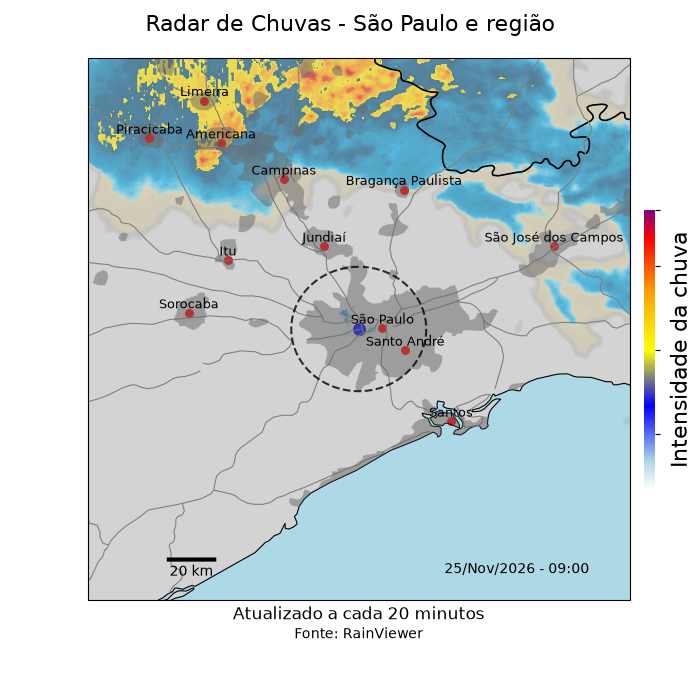 Radar de Chuvas - São Paulo e região
Limeira
Piracicaba
Americana
Campinas
Bragança Paulista
Jundiaí
São José dos Campos
Itu
Sorocaba
São Paulo
Santo André
Santos
Intensidade da chuva
20 km
25/Nov/2026 - 09:00
Atualizado a cada 20 minutos
Fonte: RainViewer